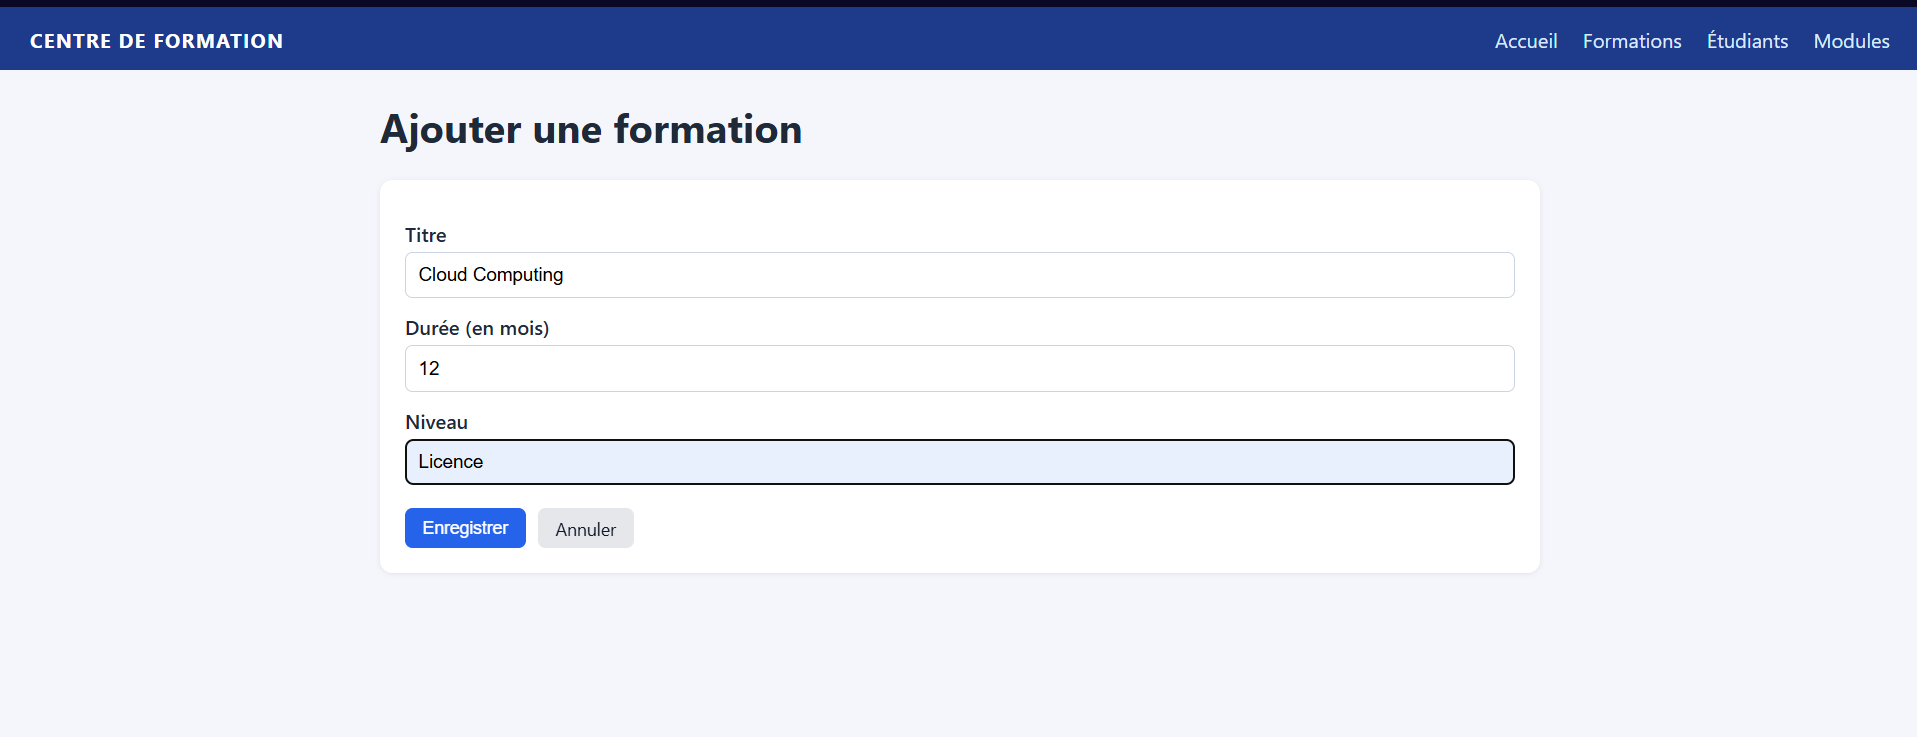 CENTRE DE FORMATION
Accueil Formations Étudiants Modules
Ajouter une formation
Titre
Cloud Computing
Durée (en mois)
12
Niveau
Licence
Enregistrer Annuler